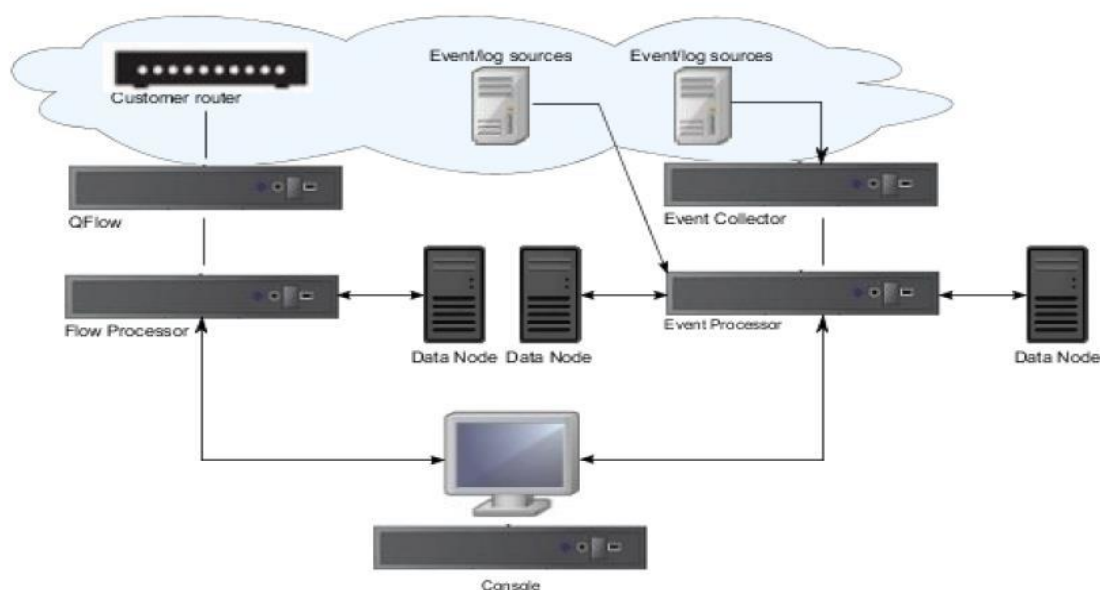 Event/log sources
Event/log sources
Customer router
QFlow
Event Collector
Flow Processor
Event Processor
Data Node
Data Node
Data Node
Console